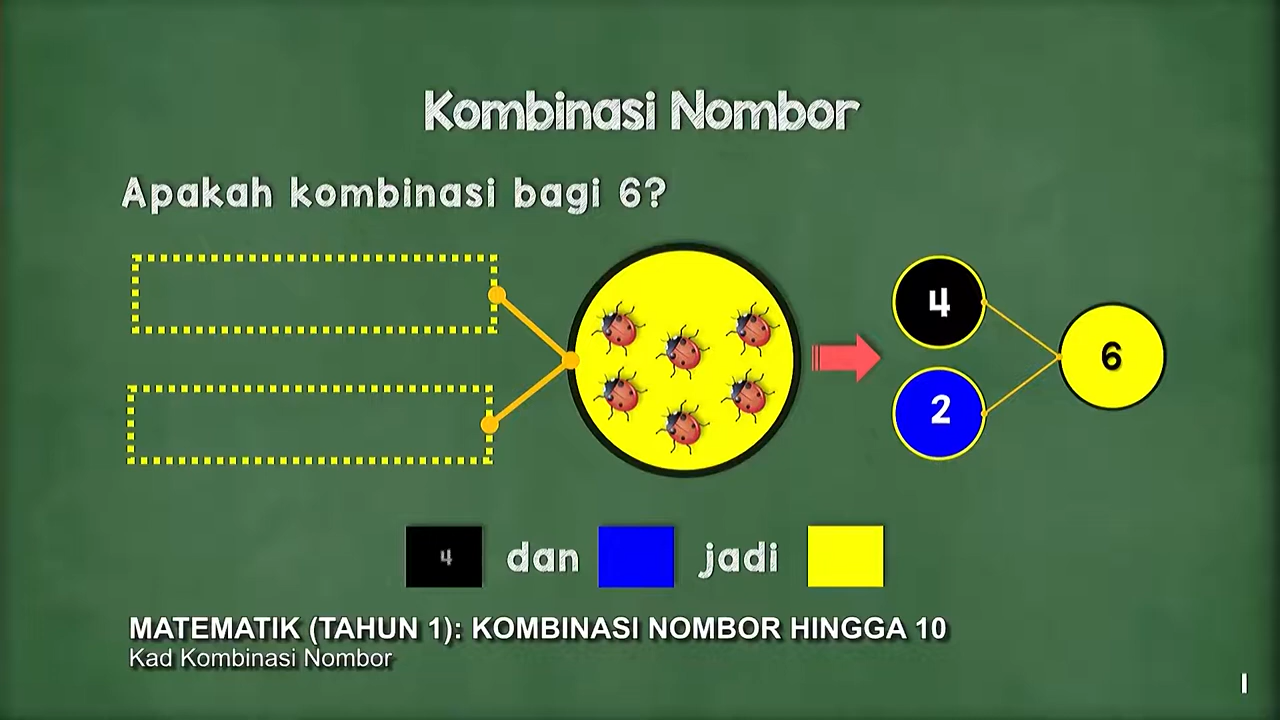 Kombinasi Nombor
Apakah kombinasi bagi 6?
4
2
6
4 dan jadi
MATEMATIK (TAHUN 1): KOMBINASI NOMBOR HINGGA 10
Kad Kombinasi Nombor